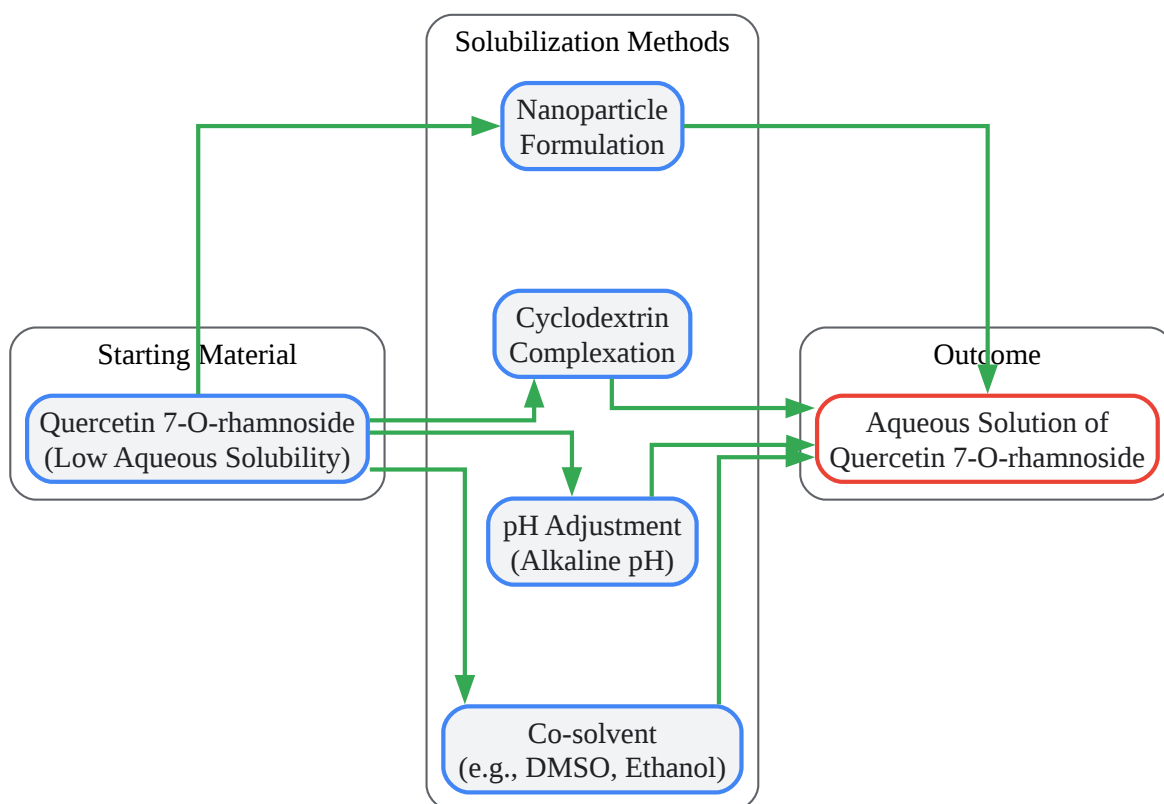 Solubilization Methods
Nanoparticle
Formulation
Cyclodextrin
Complexation
Starting Material
Quercetin 7-O-rhamnoside
(Low Aqueous Solubility)
Outcome
Aqueous Solution of
Quercetin 7-O-rhamnoside
pH Adjustment
(Alkaline pH)
Co-solvent
(e.g., DMSO, Ethanol)